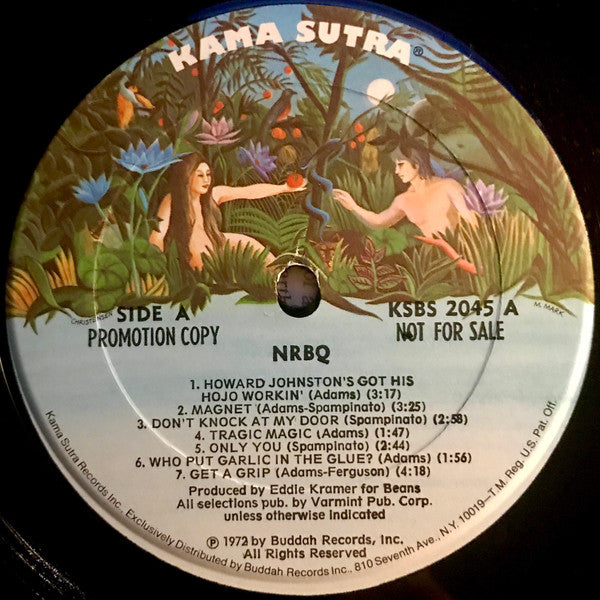 KAMA SUTRA®
CHRISTENSEN
M. MARK
SIDE A
PROMOTION COPY
KSBS 2045 A
NOT FOR SALE
NRBQ
1. HOWARD JOHNSTON'S GOT HIS
HOJO WORKIN' (Adams) (3:17)
2. MAGNET (Adams-Spampinato) (3:25)
3. DON'T KNOCK AT MY DOOR (Spampinato) (2:58)
4. TRAGIC MAGIC (Adams) (1:47)
5. ONLY YOU (Spampinato) (2:44)
6. WHO PUT GARLIC IN THE GLUE? (Adams) (1:56)
7. GET A GRIP (Adams-Ferguson) (4:18)
Produced by Eddie Kramer for Beans
All selections pub. by Varmint Pub. Corp.
unless otherwise indicated
℗ 1972 by Buddah Records, Inc.
All Rights Reserved
Kama Sutra Records Inc., Exclusively Distributed by Buddah Records Inc., 810 Seventh Ave., N.Y. 10019—T.M. Reg. U.S. Pat. Off.